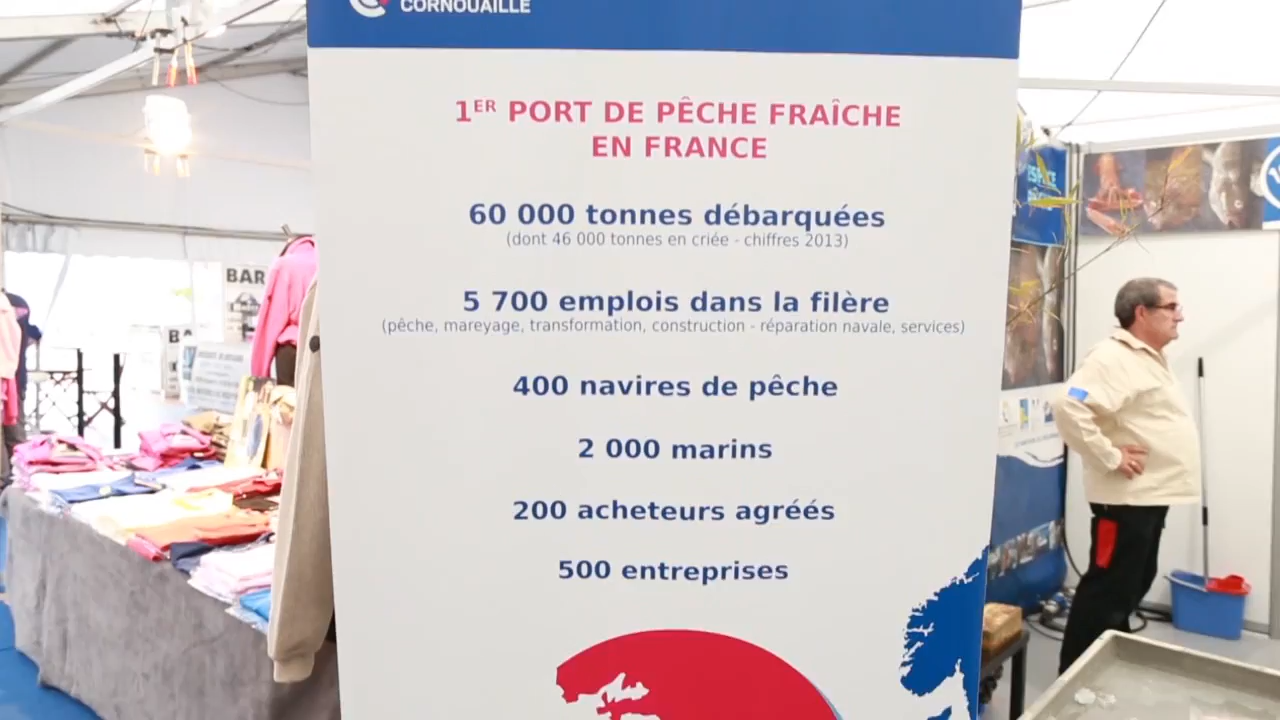 CORNOUAILLE
1ER PORT DE PÊCHE FRAÎCHE
EN FRANCE
60 000 tonnes débarquées
(dont 46 000 tonnes en criée - chiffres 2013)
5 700 emplois dans la filère
(pêche, mareyage, transformation, construction - réparation navale, services)
400 navires de pêche
2 000 marins
200 acheteurs agréés
500 entreprises
BAR
BA